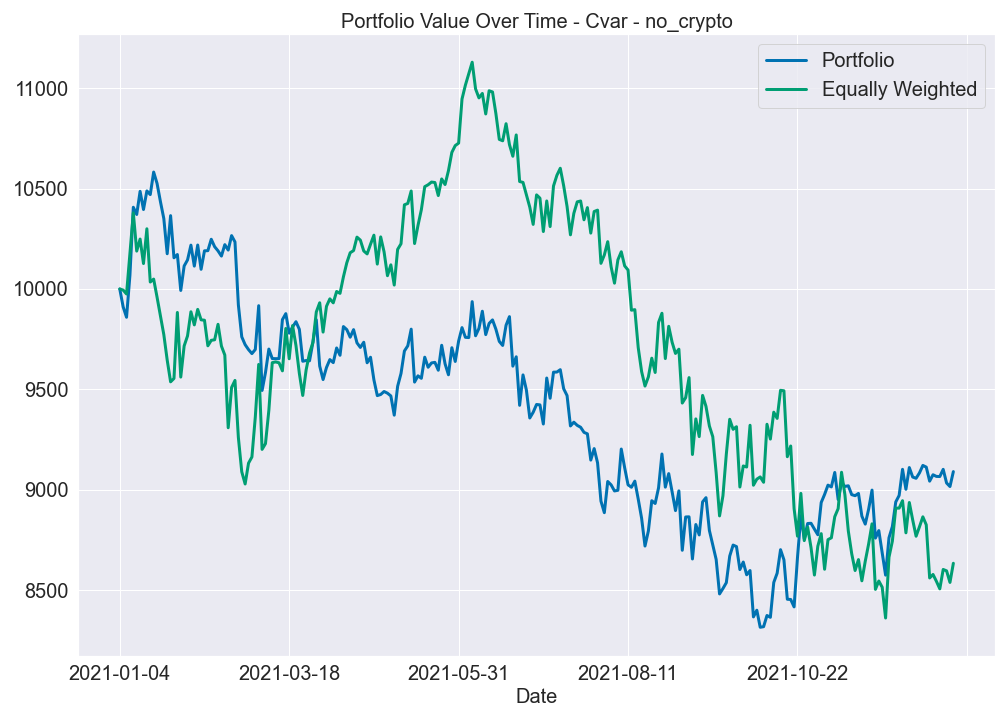 Portfolio Value Over Time - Cvar - no_crypto
Portfolio
Equally Weighted
11000
10500
10000
9500
9000
8500
2021-01-04 2021-03-18 2021-05-31 2021-08-11 2021-10-22
Date